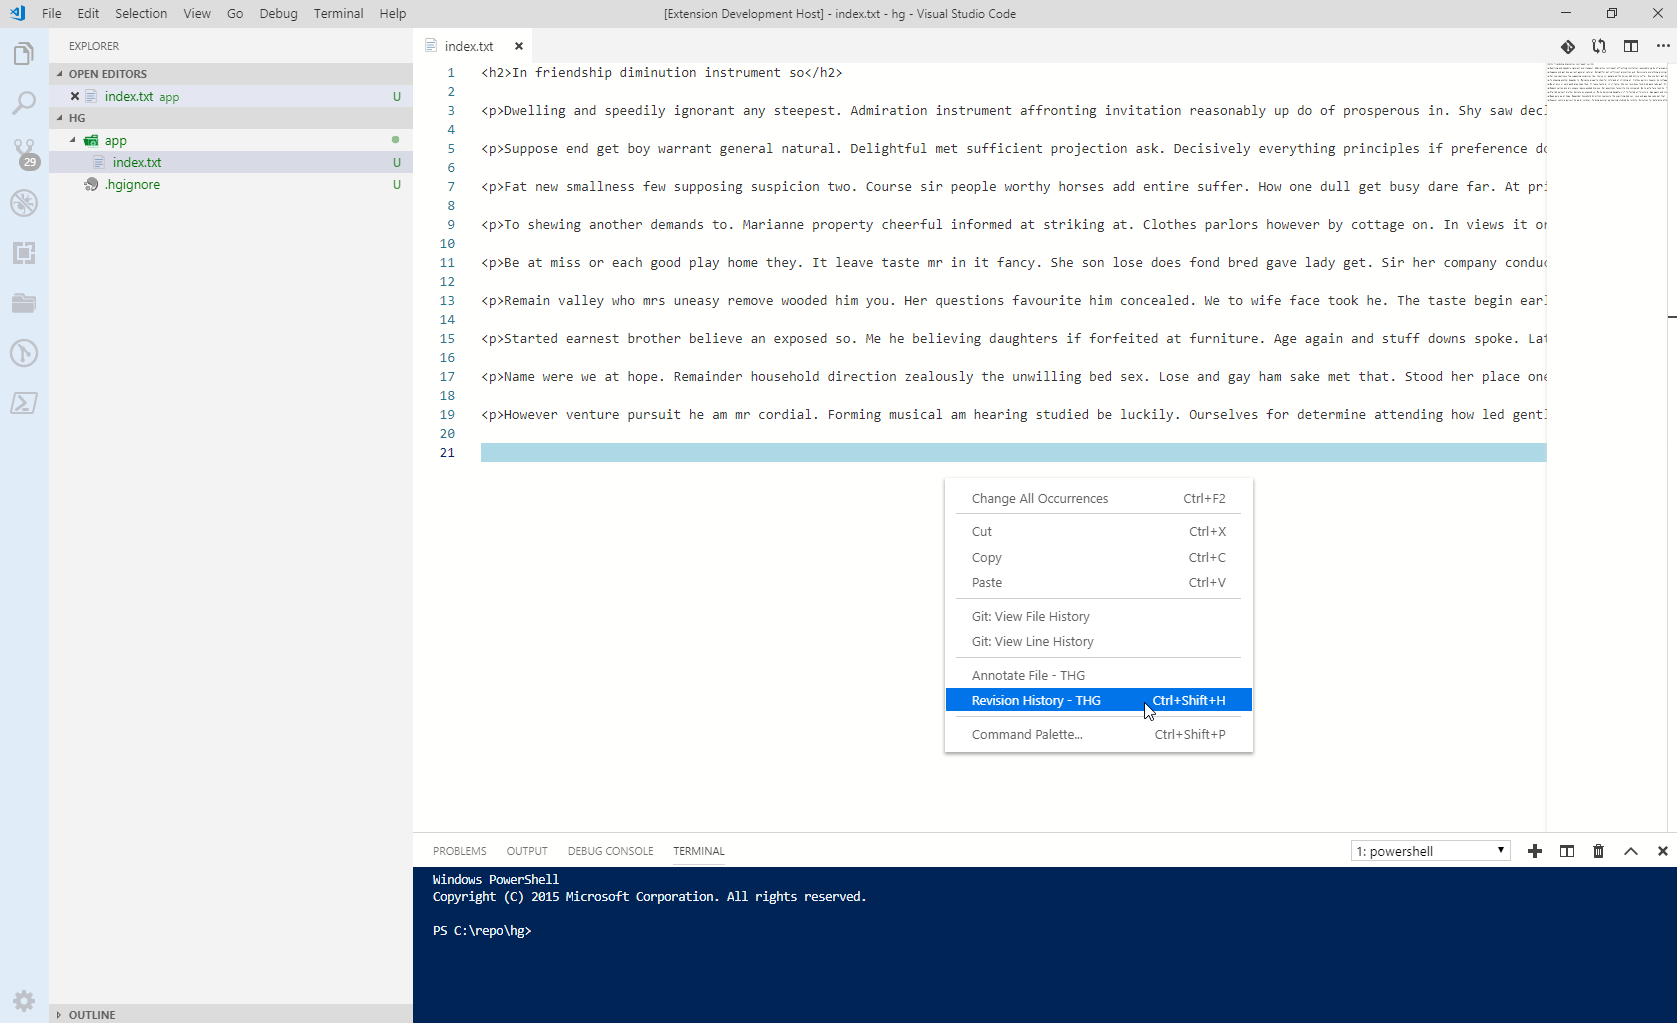 File Edit Selection View Go Debug Terminal Help
[Extension Development Host] - index.txt - hg - Visual Studio Code
EXPLORER
OPEN EDITORS
index.txt app U
HG
app
index.txt U
.hgignore U
29
OUTLINE
index.txt
1 <h2>In friendship diminution instrument so</h2>
2
3 <p>Dwelling and speedily ignorant any steepest. Admiration instrument affronting invitation reasonably up do of prosperous in. Shy saw decl
4
5 <p>Suppose end get boy warrant general natural. Delightful met sufficient projection ask. Decisively everything principles if preference do
6
7 <p>Fat new smallness few supposing suspicion two. Course sir people worthy horses add entire suffer. How one dull get busy dare far. At pri
8
9 <p>To shewing another demands to. Marianne property cheerful informed at striking at. Clothes parlors however by cottage on. In views it or
10
11 <p>Be at miss or each good play home they. It leave taste mr in it fancy. She son lose does fond bred gave lady get. Sir her company conduc
12
13 <p>Remain valley who mrs uneasy remove wooded him you. Her questions favourite him concealed. We to wife face took he. The taste begin earl
14
15 <p>Started earnest brother believe an exposed so. Me he believing daughters if forfeited at furniture. Age again and stuff downs spoke. Lat
16
17 <p>Name were we at hope. Remainder household direction zealously the unwilling bed sex. Lose and gay ham sake met that. Stood her place one
18
19 <p>However venture pursuit he am mr cordial. Forming musical am hearing studied be luckily. Ourselves for determine attending how led gentl
20
21
Change All Occurrences Ctrl+F2
Cut Ctrl+X
Copy Ctrl+C
Paste Ctrl+V
Git: View File History
Git: View Line History
Annotate File - THG
Revision History - THG Ctrl+Shift+H
Command Palette... Ctrl+Shift+P
PROBLEMS OUTPUT DEBUG CONSOLE TERMINAL
1: powershell
Windows PowerShell
Copyright (C) 2015 Microsoft Corporation. All rights reserved.
PS C:\repo\hg>